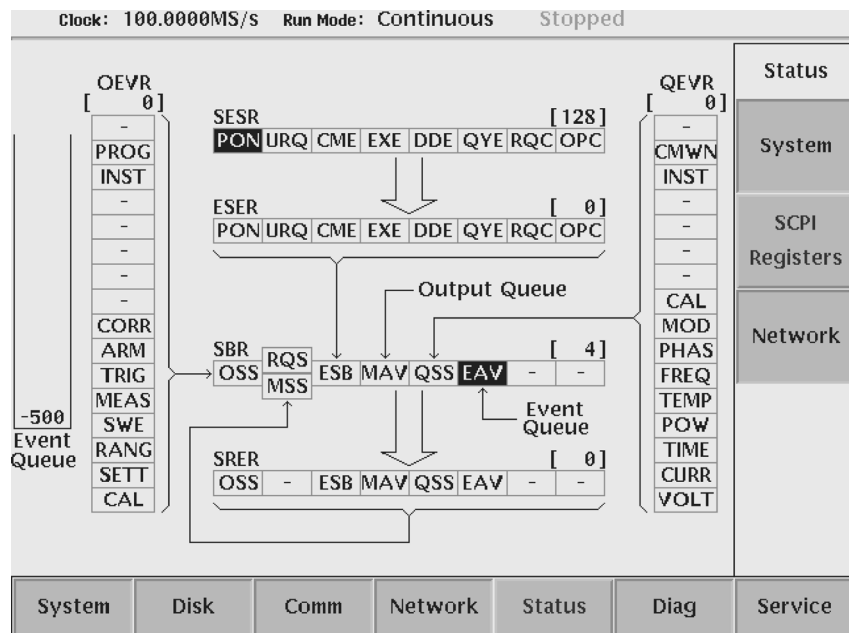 Clock: 100.0000MS/s Run Mode: Continuous Stopped
OEVR
[ 0]
-
PROG
INST
-
-
-
-
-
CORR
ARM
TRIG
MEAS
SWE
RANG
SETT
CAL
-500
Event
Queue
SESR [128]
PON URQ CME EXE DDE QYE RQC OPC
ESER [ 0]
PON URQ CME EXE DDE QYE RQC OPC
Output Queue
SBR [ 4]
OSS RQS MSS ESB MAV QSS EAV - -
Event
Queue
SRER [ 0]
OSS - ESB MAV QSS EAV - -
QEVR
[ 0]
-
CMWN
INST
-
-
-
-
CAL
MOD
PHAS
FREQ
TEMP
POW
TIME
CURR
VOLT
Status
System
SCPI
Registers
Network
System Disk Comm Network Status Diag Service